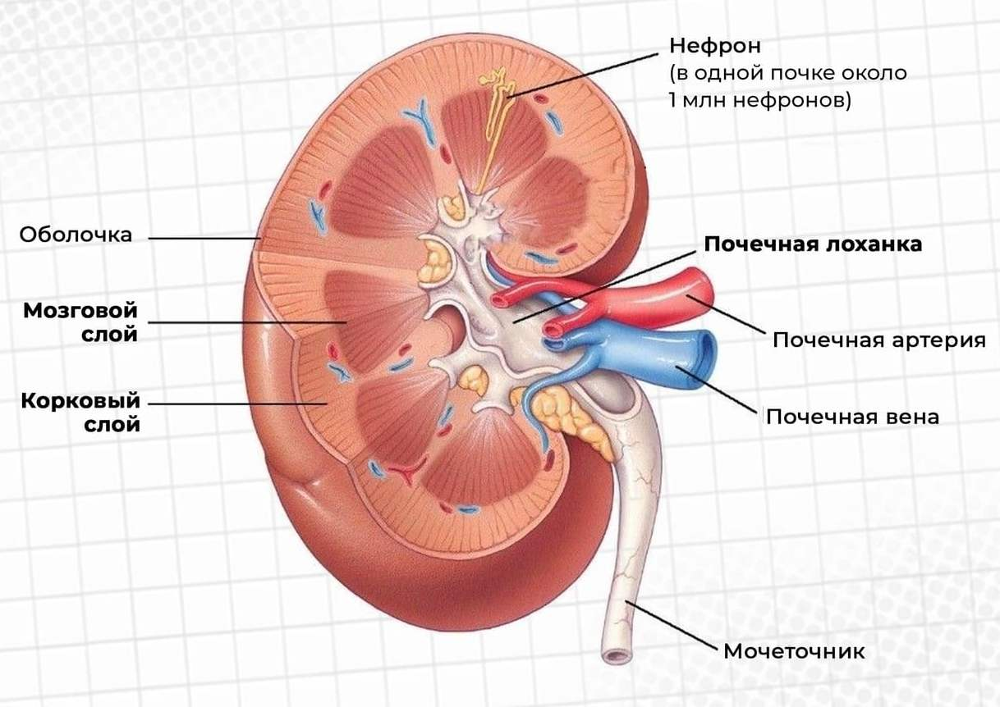 Нефрон
(в одной почке около
1 млн нефронов)
Оболочка
Почечная лоханка
Мозговой
слой
Почечная артерия
Корковый
слой
Почечная вена
Мочеточник